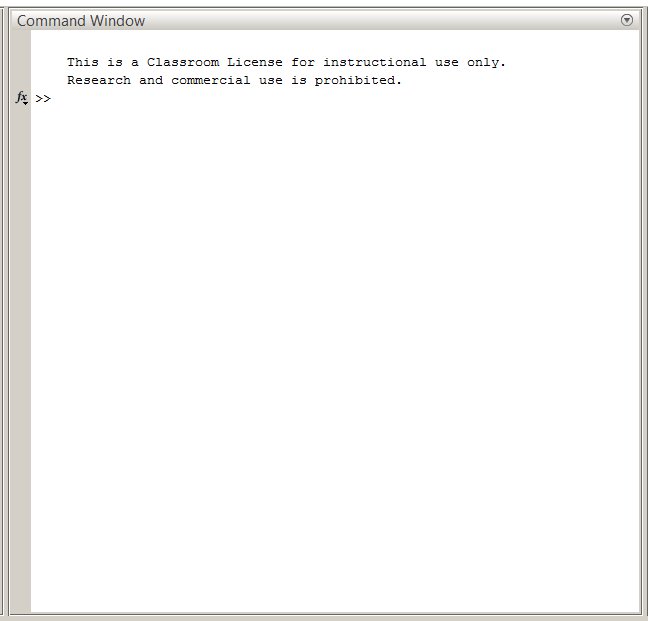 Command Window
This is a Classroom License for instructional use only.
Research and commercial use is prohibited.
fx >>